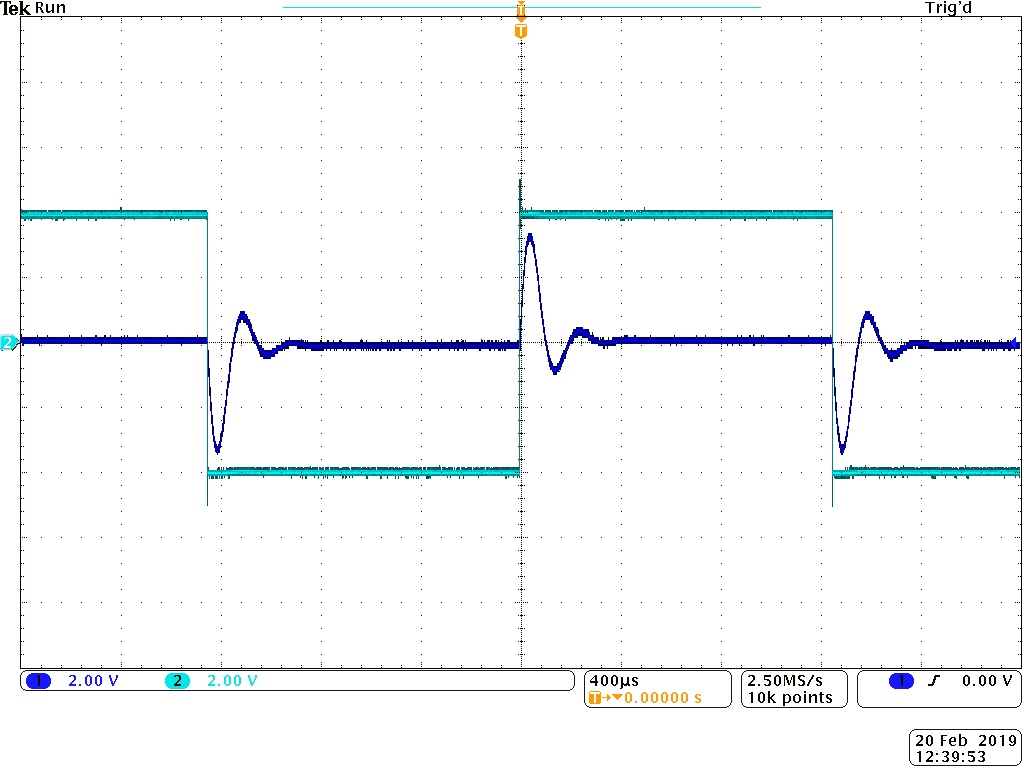 Tek Run Trig'd
T
T
2
1 2.00 V 2 2.00 V 400µs 2.50MS/s 1 0.00 V
T→▼0.00000 s 10k points
20 Feb 2019
12:39:53